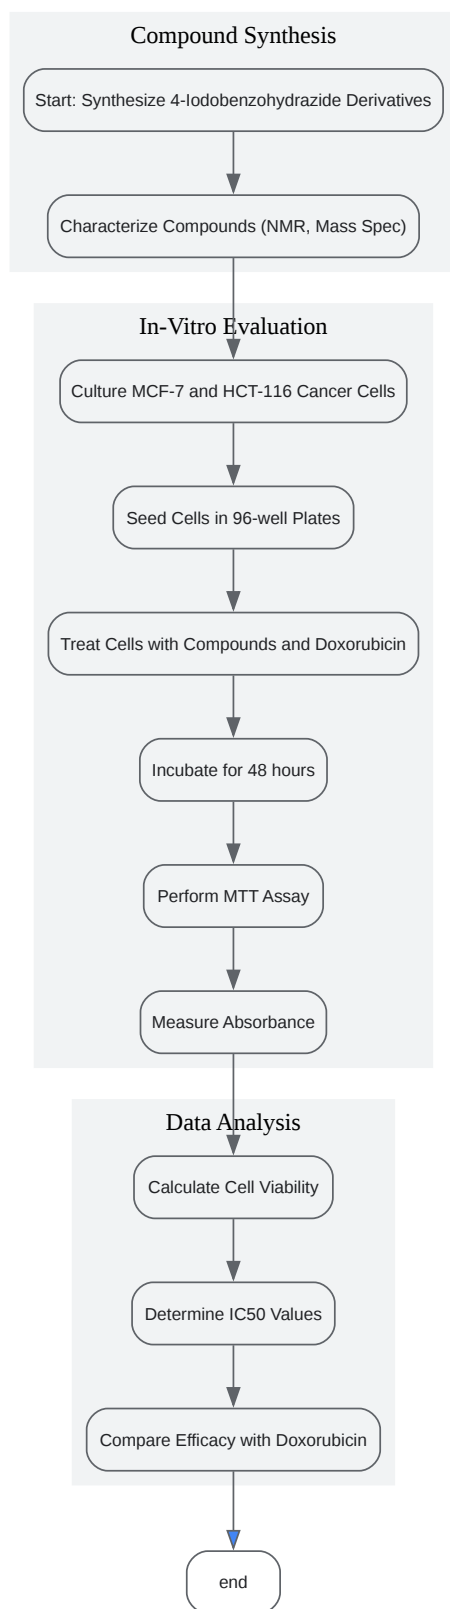 Compound Synthesis
Start: Synthesize 4-Iodobenzohydrazide Derivatives
Characterize Compounds (NMR, Mass Spec)
In-Vitro Evaluation
Culture MCF-7 and HCT-116 Cancer Cells
Seed Cells in 96-well Plates
Treat Cells with Compounds and Doxorubicin
Incubate for 48 hours
Perform MTT Assay
Measure Absorbance
Data Analysis
Calculate Cell Viability
Determine IC50 Values
Compare Efficacy with Doxorubicin
end